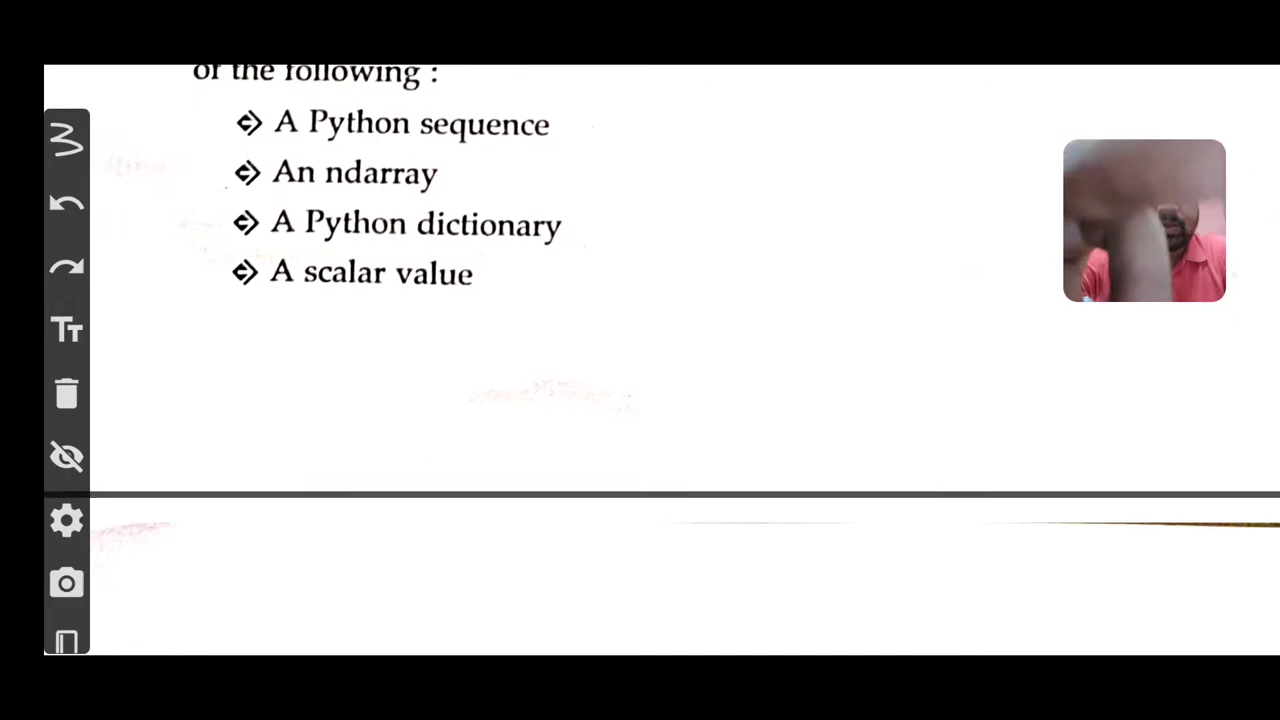 of the following :
A Python sequence
An ndarray
A Python dictionary
A scalar value